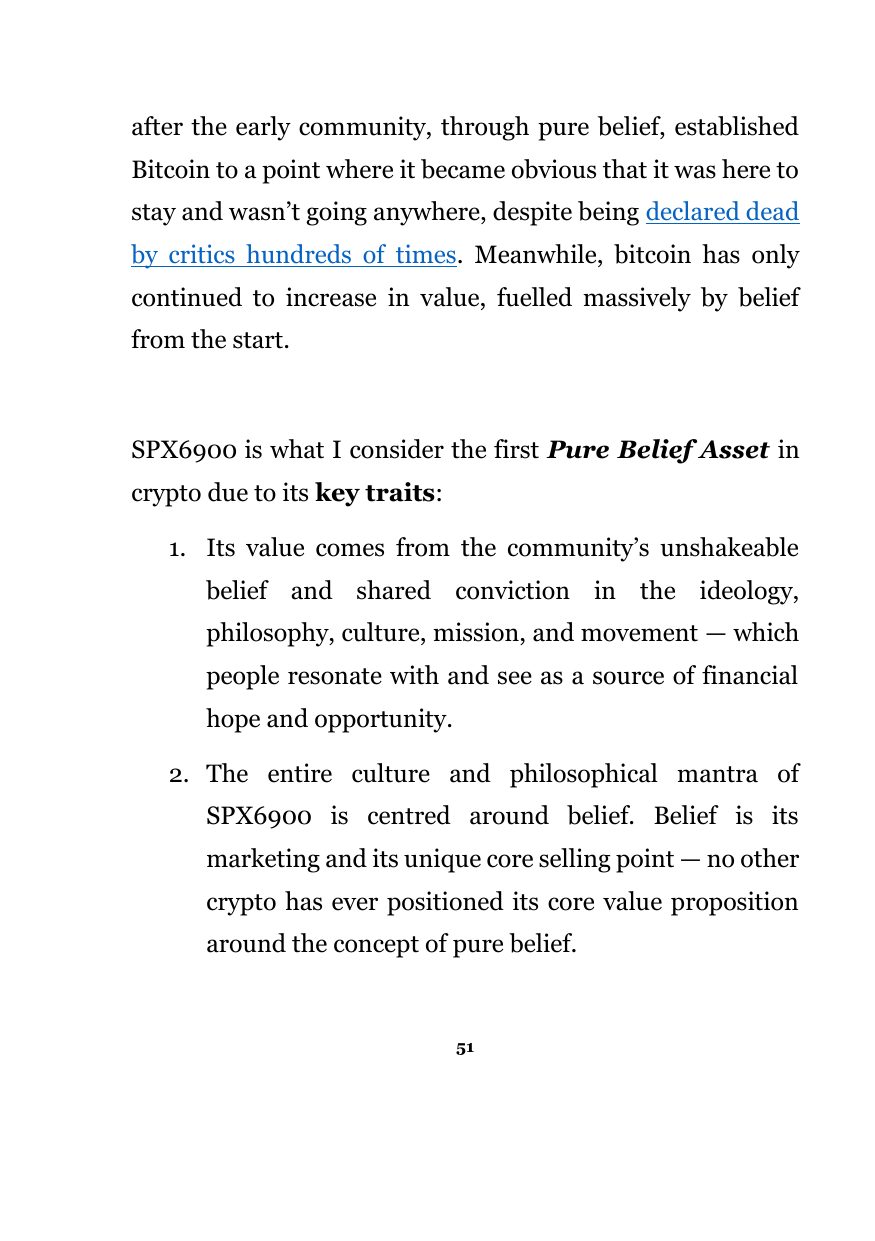 after the early community, through pure belief, established
Bitcoin to a point where it became obvious that it was here to
stay and wasn’t going anywhere, despite being declared dead
by critics hundreds of times. Meanwhile, bitcoin has only
continued to increase in value, fuelled massively by belief
from the start.
SPX6900 is what I consider the first Pure Belief Asset in
crypto due to its key traits:
1. Its value comes from the community’s unshakeable
belief and shared conviction in the ideology,
philosophy, culture, mission, and movement — which
people resonate with and see as a source of financial
hope and opportunity.
2. The entire culture and philosophical mantra of
SPX6900 is centred around belief. Belief is its
marketing and its unique core selling point — no other
crypto has ever positioned its core value proposition
around the concept of pure belief.
51